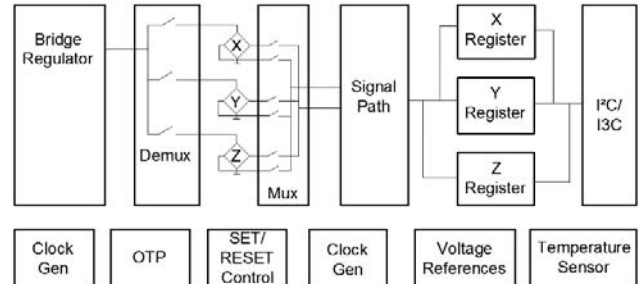 Bridge
Regulator
Demux
X
Y
Z
Mux
Signal
Path
X
Register
Y
Register
Z
Register
I²C/
I3C
Clock
Gen
OTP
SET/
RESET
Control
Clock
Gen
Voltage
References
Temperature
Sensor